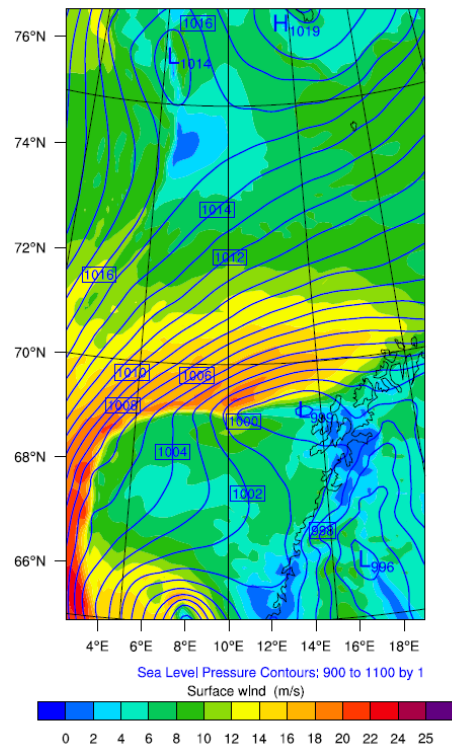 76°N
1016
H1019
L1014
74°N
1014
72°N
1012
1016
70°N
1010
1006
1008
1000
L999
68°N
1004
1002
998
66°N
L996
4°E 6°E 8°E 10°E 12°E 14°E 16°E 18°E
Sea Level Pressure Contours: 900 to 1100 by 1
Surface wind (m/s)
0 2 4 6 8 10 12 14 16 18 20 22 24 25